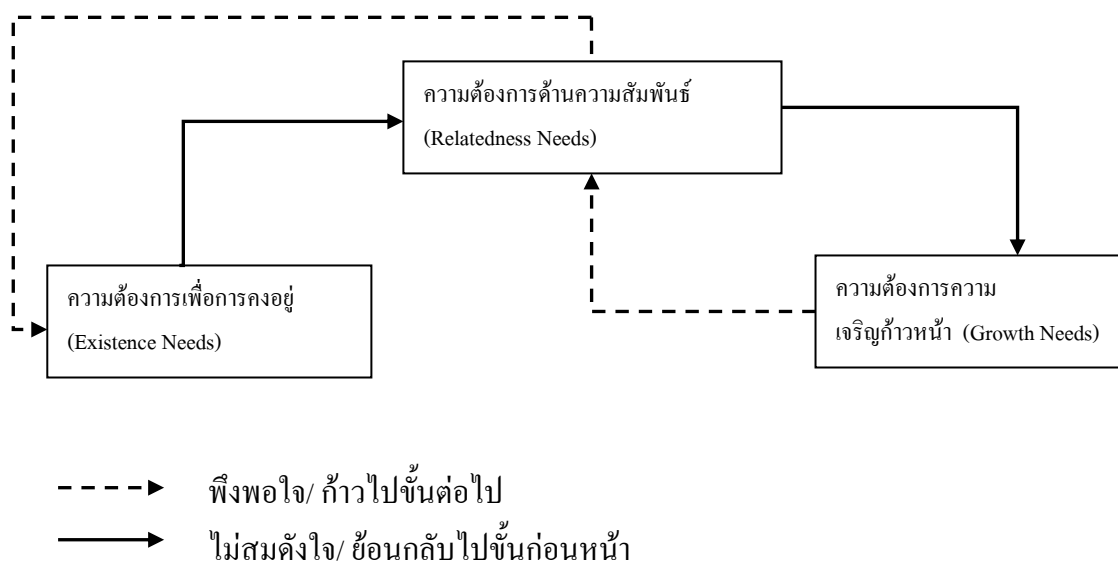 ความต้องการด้านความสัมพันธ์
(Relatedness Needs)
ความต้องการเพื่อการคงอยู่
(Existence Needs)
ความต้องการความ
เจริญก้าวหน้า (Growth Needs)
พึงพอใจ/ ก้าวไปขั้นต่อไป
ไม่สมดังใจ/ ย้อนกลับไปขั้นก่อนหน้า